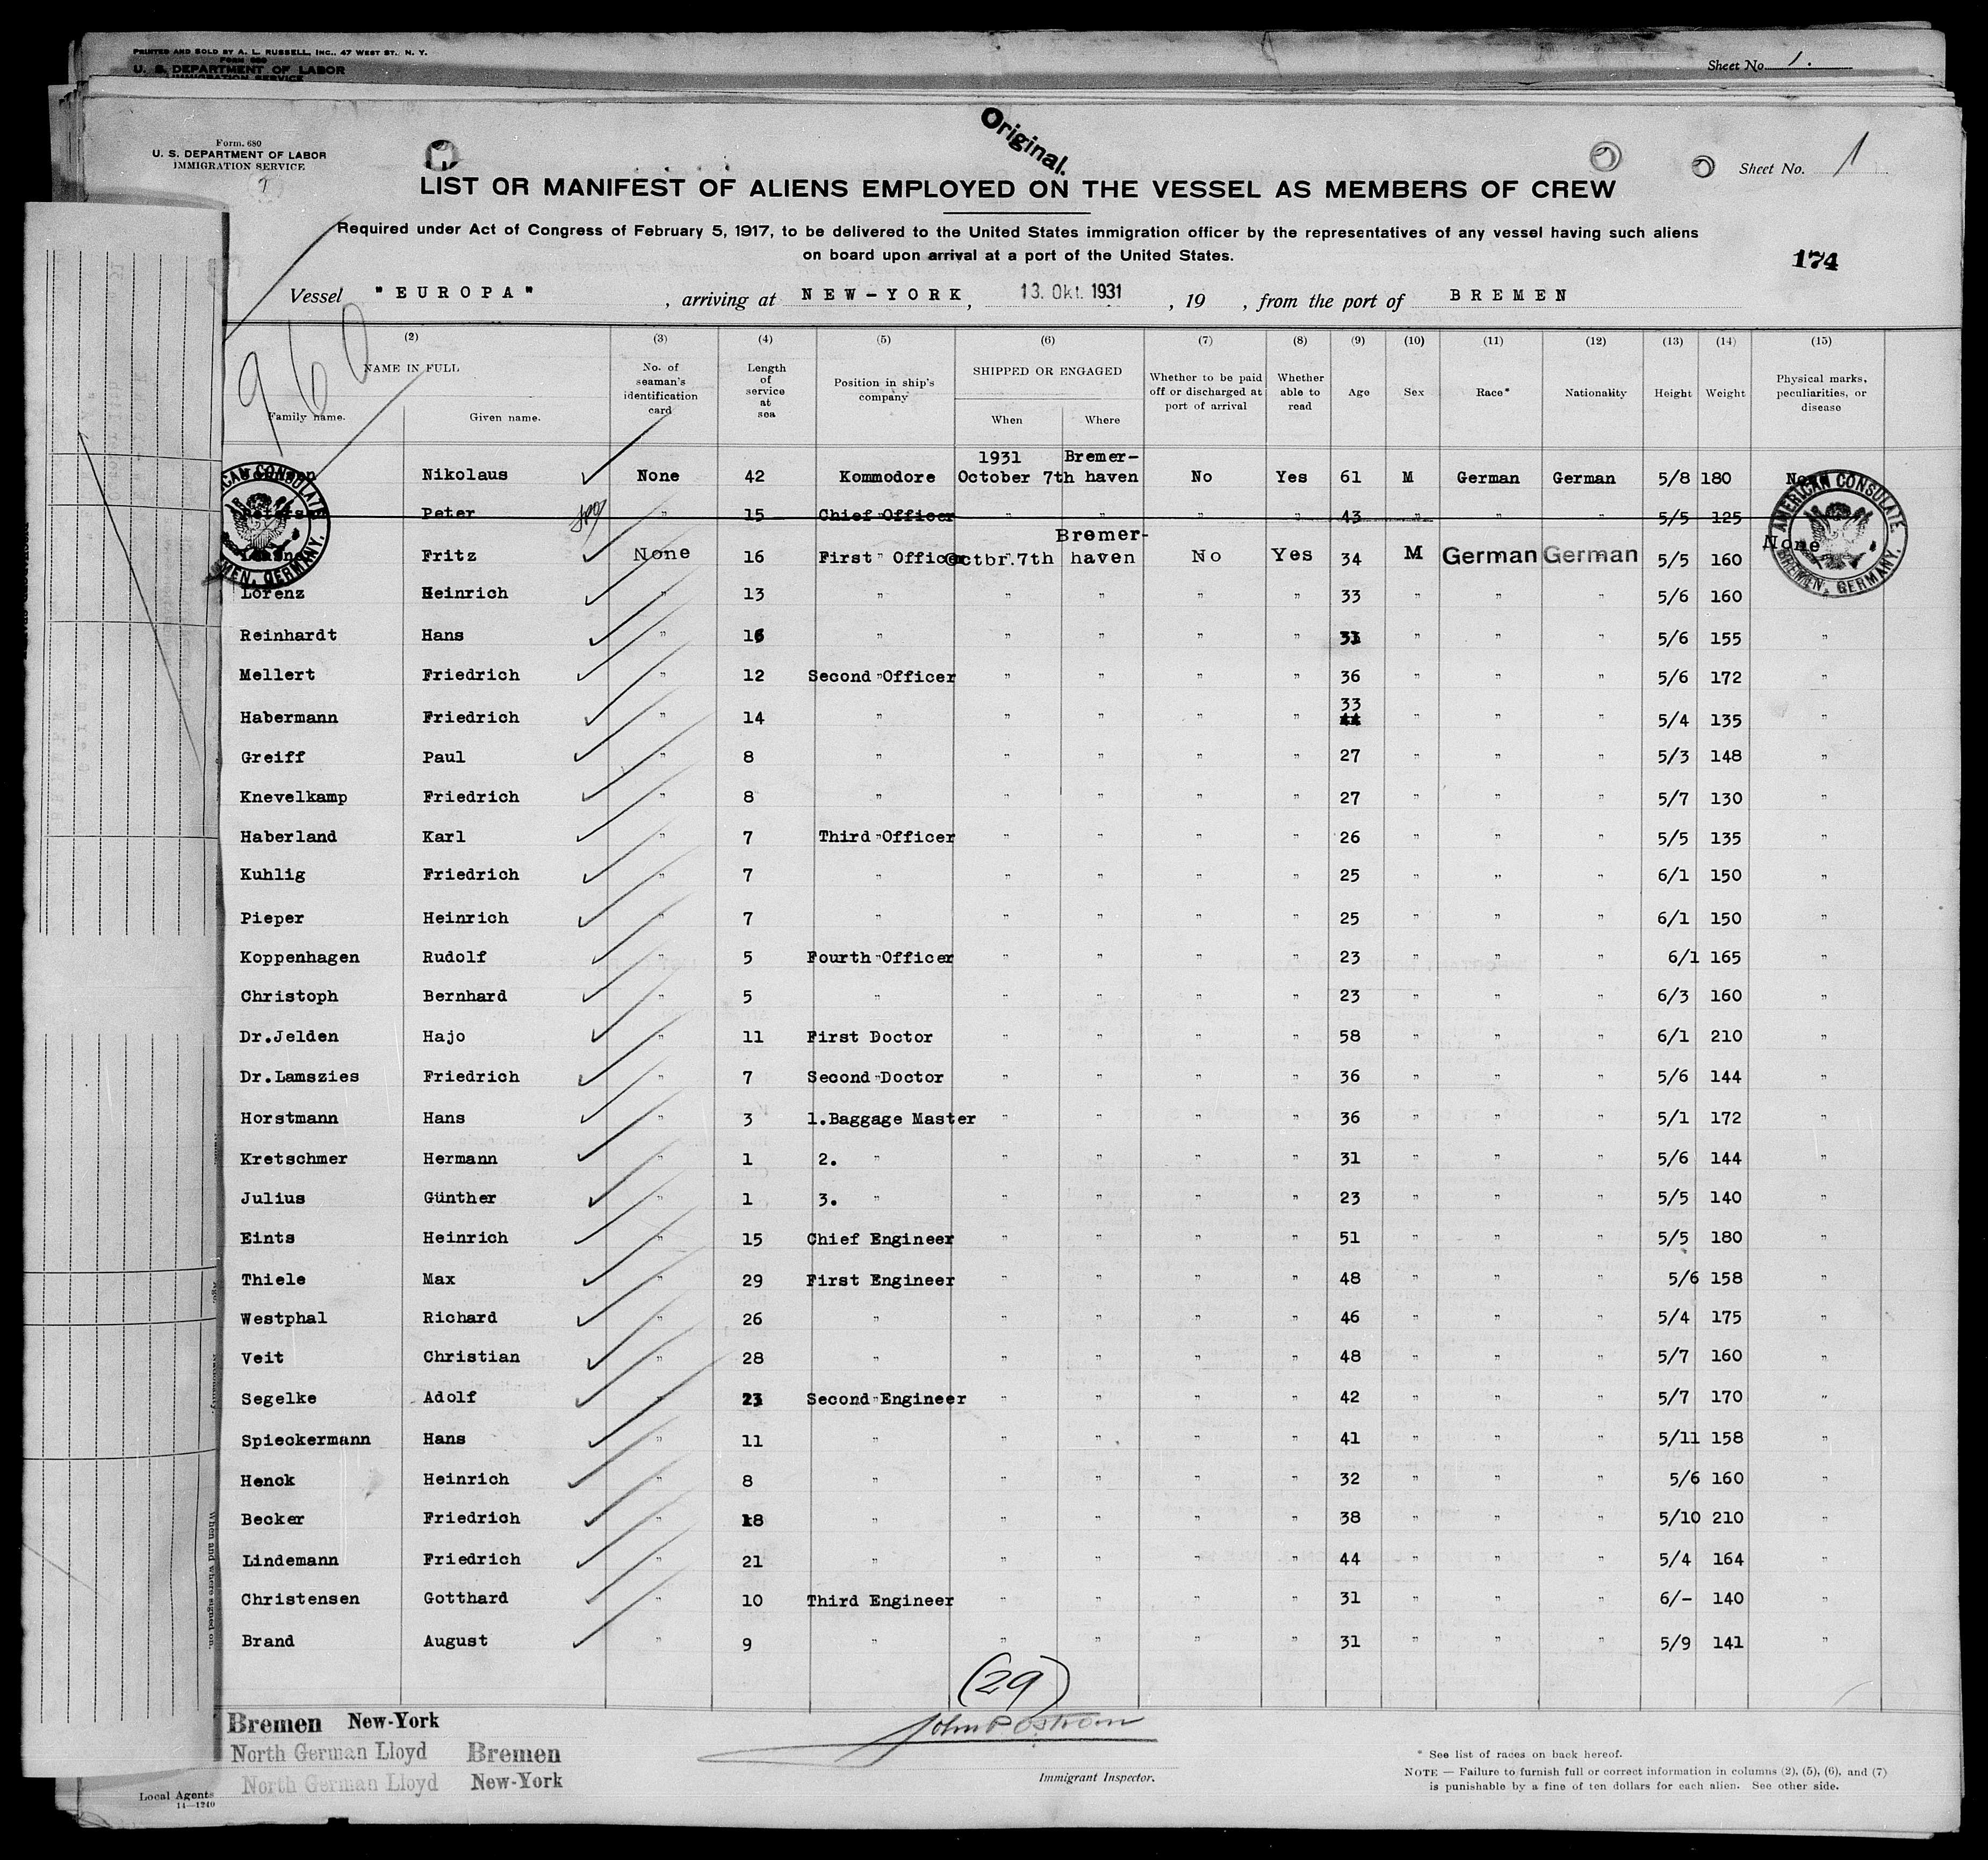 PRINTED AND SOLD BY A. L. RUSSELL, INC., 47 WEST ST. N. Y.
FORM 680
U. S. DEPARTMENT OF LABOR
IMMIGRATION SERVICE
Sheet No. 1.
Original.
Form. 680
U. S. DEPARTMENT OF LABOR
IMMIGRATION SERVICE
Sheet No. 1
LIST OR MANIFEST OF ALIENS EMPLOYED ON THE VESSEL AS MEMBERS OF CREW
Required under Act of Congress of February 5, 1917, to be delivered to the United States immigration officer by the representatives of any vessel having such aliens
on board upon arrival at a port of the United States.
174
Vessel "EUROPA", arriving at NEW-YORK, 13. Okt. 1931, 19 , from the port of BREMEN
960
(2) (3) (4) (5) (6) (7) (8) (9) (10) (11) (12) (13) (14) (15)
NAME IN FULL Family name. Given name. No. of seaman's identification card Length of service at sea Position in ship's company SHIPPED OR ENGAGED When Where Whether to be paid off or discharged at port of arrival Whether able to read Age Sex Race* Nationality Height Weight Physical marks, peculiarities, or disease
1931 Bremer-
Nikolaus None 42 Kommodore October 7th haven No Yes 61 M German German 5/8 180
Peters Peter " 15 Chief Officer " " " " 43 " " " 5/5 125
Bremer-
Fritz None 16 First " Officer Octbr.7th haven No Yes 34 M German German 5/5 160 None
Lorenz Heinrich " 13 " " " " " 33 " " " 5/6 160
Reinhardt Hans " 16 " " " " " 33 " " " 5/6 155 "
Mellert Friedrich " 12 Second "Officer " " " " 36 " " " 5/6 172 "
33
Habermann Friedrich " 14 " " " " " 44 " " " 5/4 135 "
Greiff Paul " 8 " " " " " 27 " " " 5/3 148 "
Knevelkamp Friedrich " 8 " " " " " 27 " " " 5/7 130 "
Haberland Karl " 7 Third "Officer " " " " 26 " " " 5/5 135 "
Kuhlig Friedrich " 7 " " " " " 25 " " " 6/1 150 "
Pieper Heinrich " 7 " " " " " 25 " " " 6/1 150 "
Koppenhagen Rudolf " 5 Fourth "Officer " " " " 23 " " " 6/1 165 "
Christoph Bernhard " 5 " " " " " 23 " " " 6/3 160 "
Dr.Jelden Hajo " 11 First Doctor " " " " 58 " " " 6/1 210 "
Dr.Lamszies Friedrich " 7 Second "Doctor " " " " 36 " " " 5/6 144 "
Horstmann Hans " 3 1.Baggage Master " " " " 36 " " " 5/1 172 "
Kretschmer Hermann " 1 2. " " " " " 31 " " " 5/6 144 "
Julius Günther " 1 3. " " " " " 23 " " " 5/5 140 "
Eints Heinrich " 15 Chief Engineer " " " " 51 " " " 5/5 180 "
Thiele Max " 29 First Engineer " " " " 48 " " " 5/6 158 "
Westphal Richard " 26 " " " " " 46 " " " 5/4 175 "
Veit Christian " 28 " " " " " 48 " " " 5/7 160 "
Segelke Adolf " 23 Second "Engineer " " " " 42 " " " 5/7 170 "
Spieckermann Hans " 11 " " " " " 41 " " " 5/11 158 "
Henck Heinrich " 8 " " " " " 32 " " " 5/6 160 "
Becker Friedrich " 18 " " " " " 38 " " " 5/10 210 "
Lindemann Friedrich " 21 " " " " " 44 " " " 5/4 164 "
Christensen Gotthard " 10 Third Engineer " " " " 31 " " " 6/- 140 "
Brand August " 9 " " " " " 31 " " " 5/9 141 "
AMERICAN CONSULATE
BREMEN, GERMANY.
When and where signed on.
(29)
John P Ostrom
Immigrant Inspector.
Bremen New-York
North German Lloyd Bremen
North German Lloyd New-York
Local Agents
14—1240
* See list of races on back hereof.
NOTE — Failure to furnish full or correct information in columns (2), (5), (6), and (7)
is punishable by a fine of ten dollars for each alien. See other side.